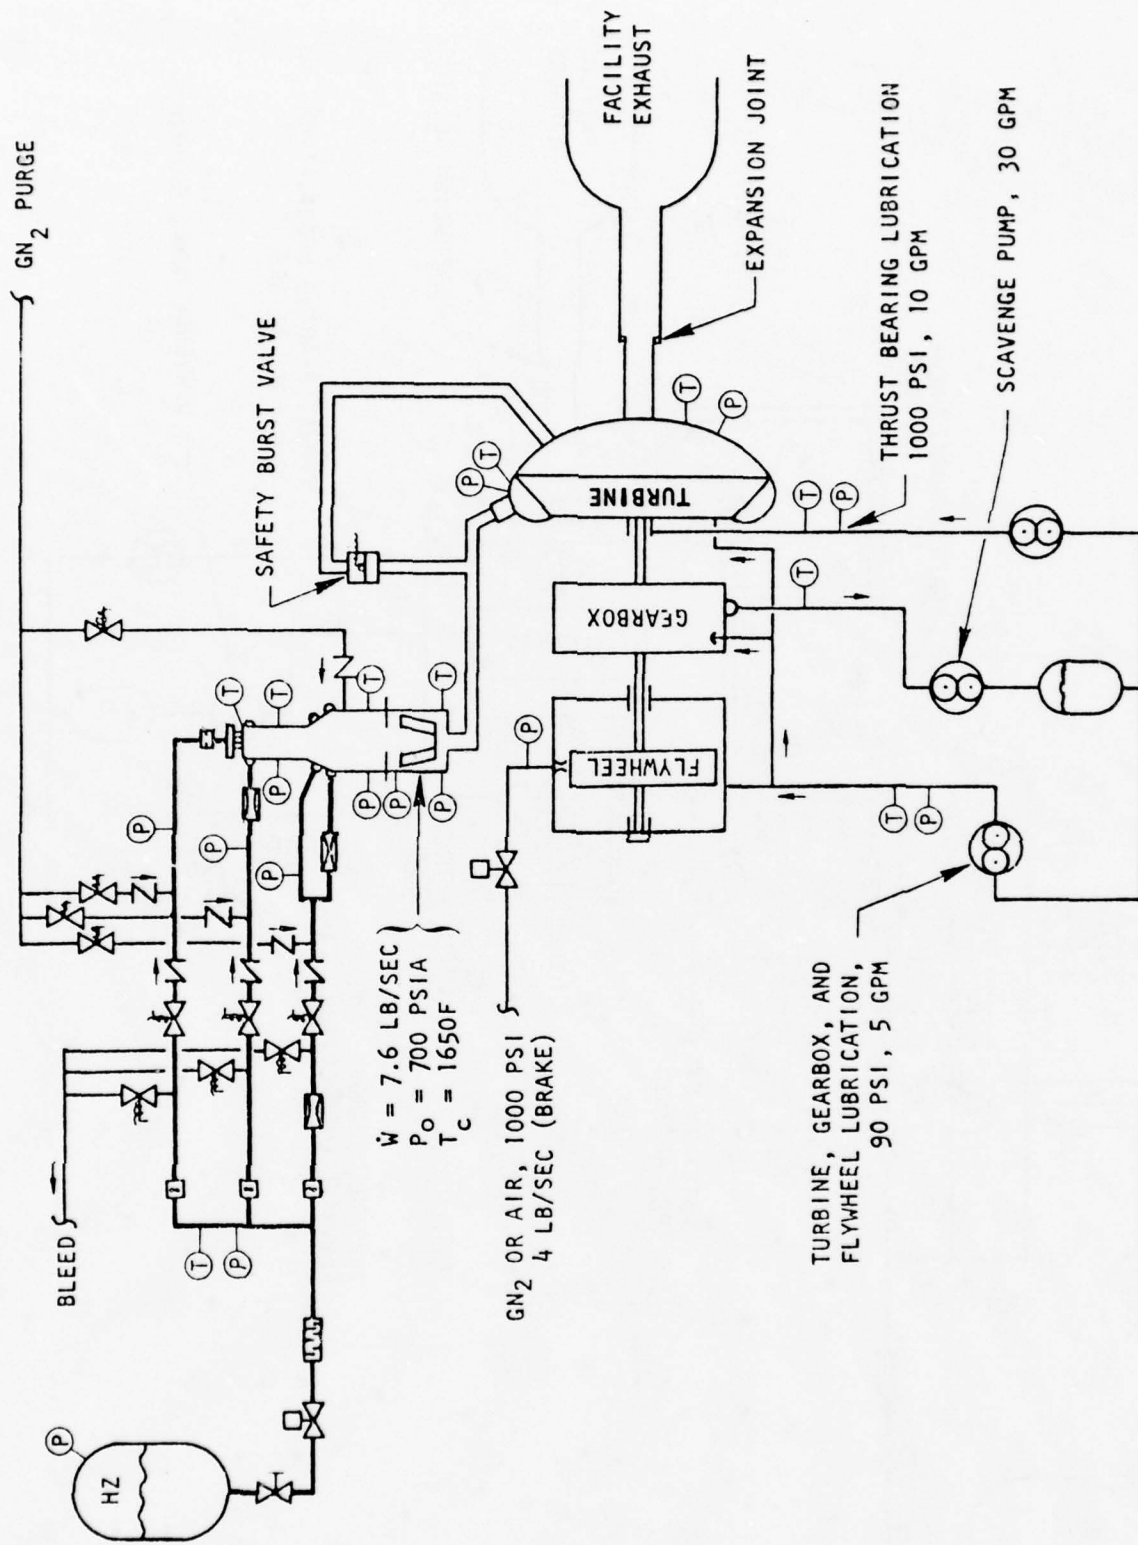 GN2 PURGE
SAFETY BURST VALVE
FACILITY
EXHAUST
EXPANSION JOINT
THRUST BEARING LUBRICATION
1000 PSI, 10 GPM
SCAVENGE PUMP, 30 GPM
TURBINE
GEARBOX
FLYWHEEL
BLEED
HZ
Ẇ = 7.6 LB/SEC
PO = 700 PSIA
TC = 1650F
GN2 OR AIR, 1000 PSI
4 LB/SEC (BRAKE)
TURBINE, GEARBOX, AND
FLYWHEEL LUBRICATION,
90 PSI, 5 GPM
P
T
P
P
P
P
T
T
P
P
P
T
T
P
T
T
P
P
T
P
T
T
P